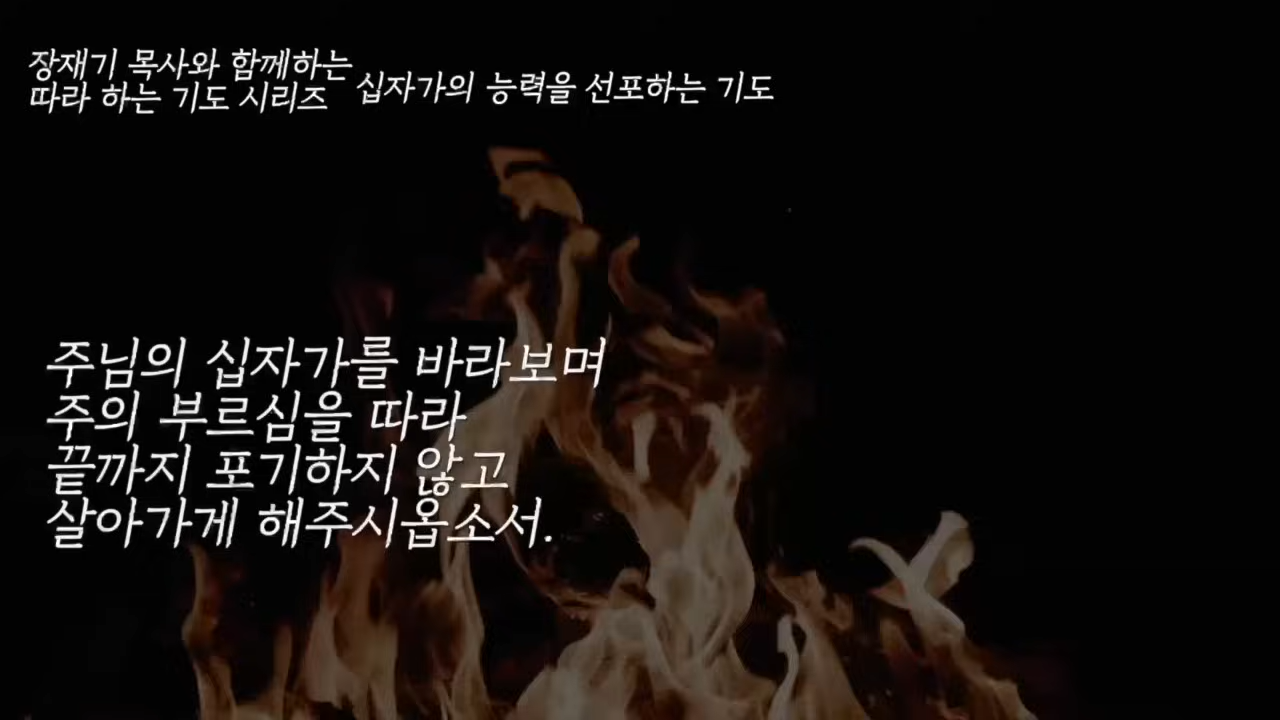 장재기 목사와 함께하는
따라 하는 기도 시리즈
십자가의 능력을 선포하는 기도
주님의 십자가를 바라보며
주의 부르심을 따라
끝까지 포기하지 않고
살아가게 해주시옵소서.